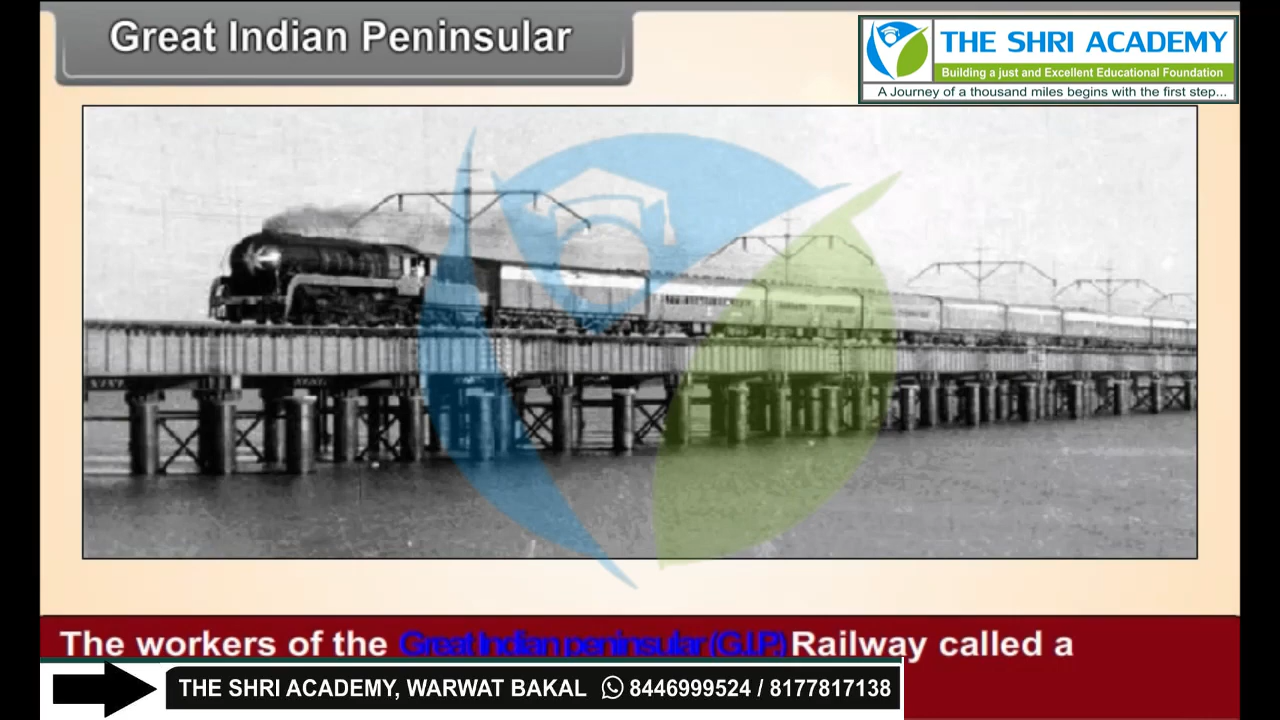 Great Indian Peninsular
THE SHRI ACADEMY
Building a just and Excellent Educational Foundation
A Journey of a thousand miles begins with the first step...
The workers of the Great Indian peninsular (G.I.P.) Railway called a
THE SHRI ACADEMY, WARWAT BAKAL 8446999524 / 8177817138